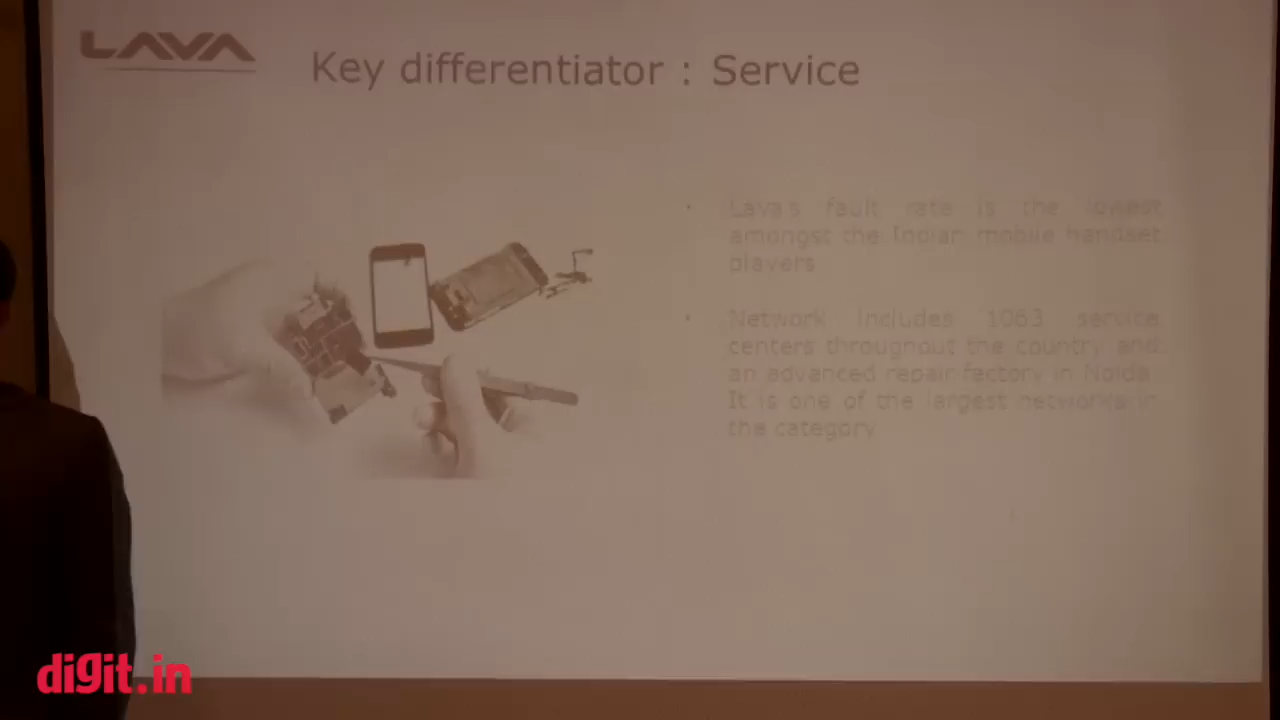 LAVA
Key differentiator : Service
• Lava's fault rate is the lowest
amongst the Indian mobile handset
players
• Network includes 1063 service
centers throughout the country and
an advanced repair factory in Noida.
It is one of the largest networks in
the category
digit.in